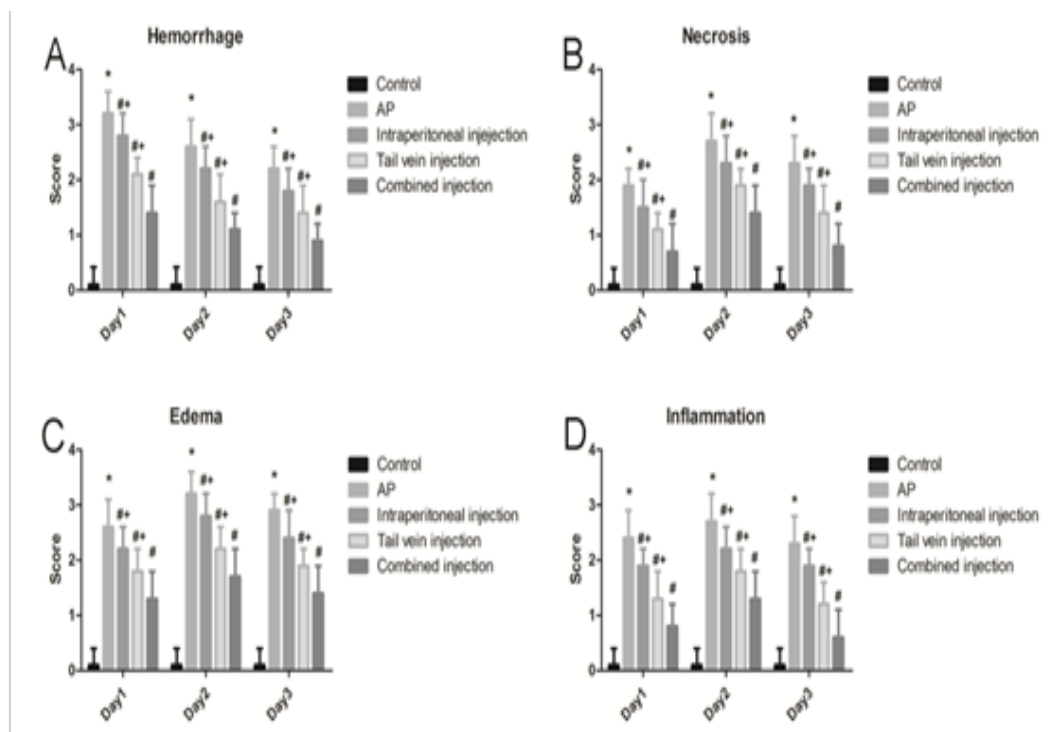 A
Hemorrhage
4
3
2
1
0
Score
* #+ #+ #
* #+ #+ #
* #+ #+ #
Day1
Day2
Day3
Control
AP
Intraperitoneal injejection
Tail vein injection
Combined injection
B
Necrosis
4
3
2
1
0
Score
* #+ #+ #
* #+ #+ #
* #+ #+ #
Day1
Day2
Day3
Control
AP
Intraperitoneal injection
Tail vein injection
Combined injection
C
Edema
4
3
2
1
0
Score
* #+ #+ #
* #+ #+ #
* #+ #+ #
Day1
Day2
Day3
Control
AP
Intraperitoneal injection
Tail vein injection
Combined injection
D
Inflammation
4
3
2
1
0
Score
* #+ #+ #
* #+ #+ #
* #+ #+ #
Day1
Day2
Day3
Control
AP
Intraperitoneal injection
Tail vein injection
Combined injection